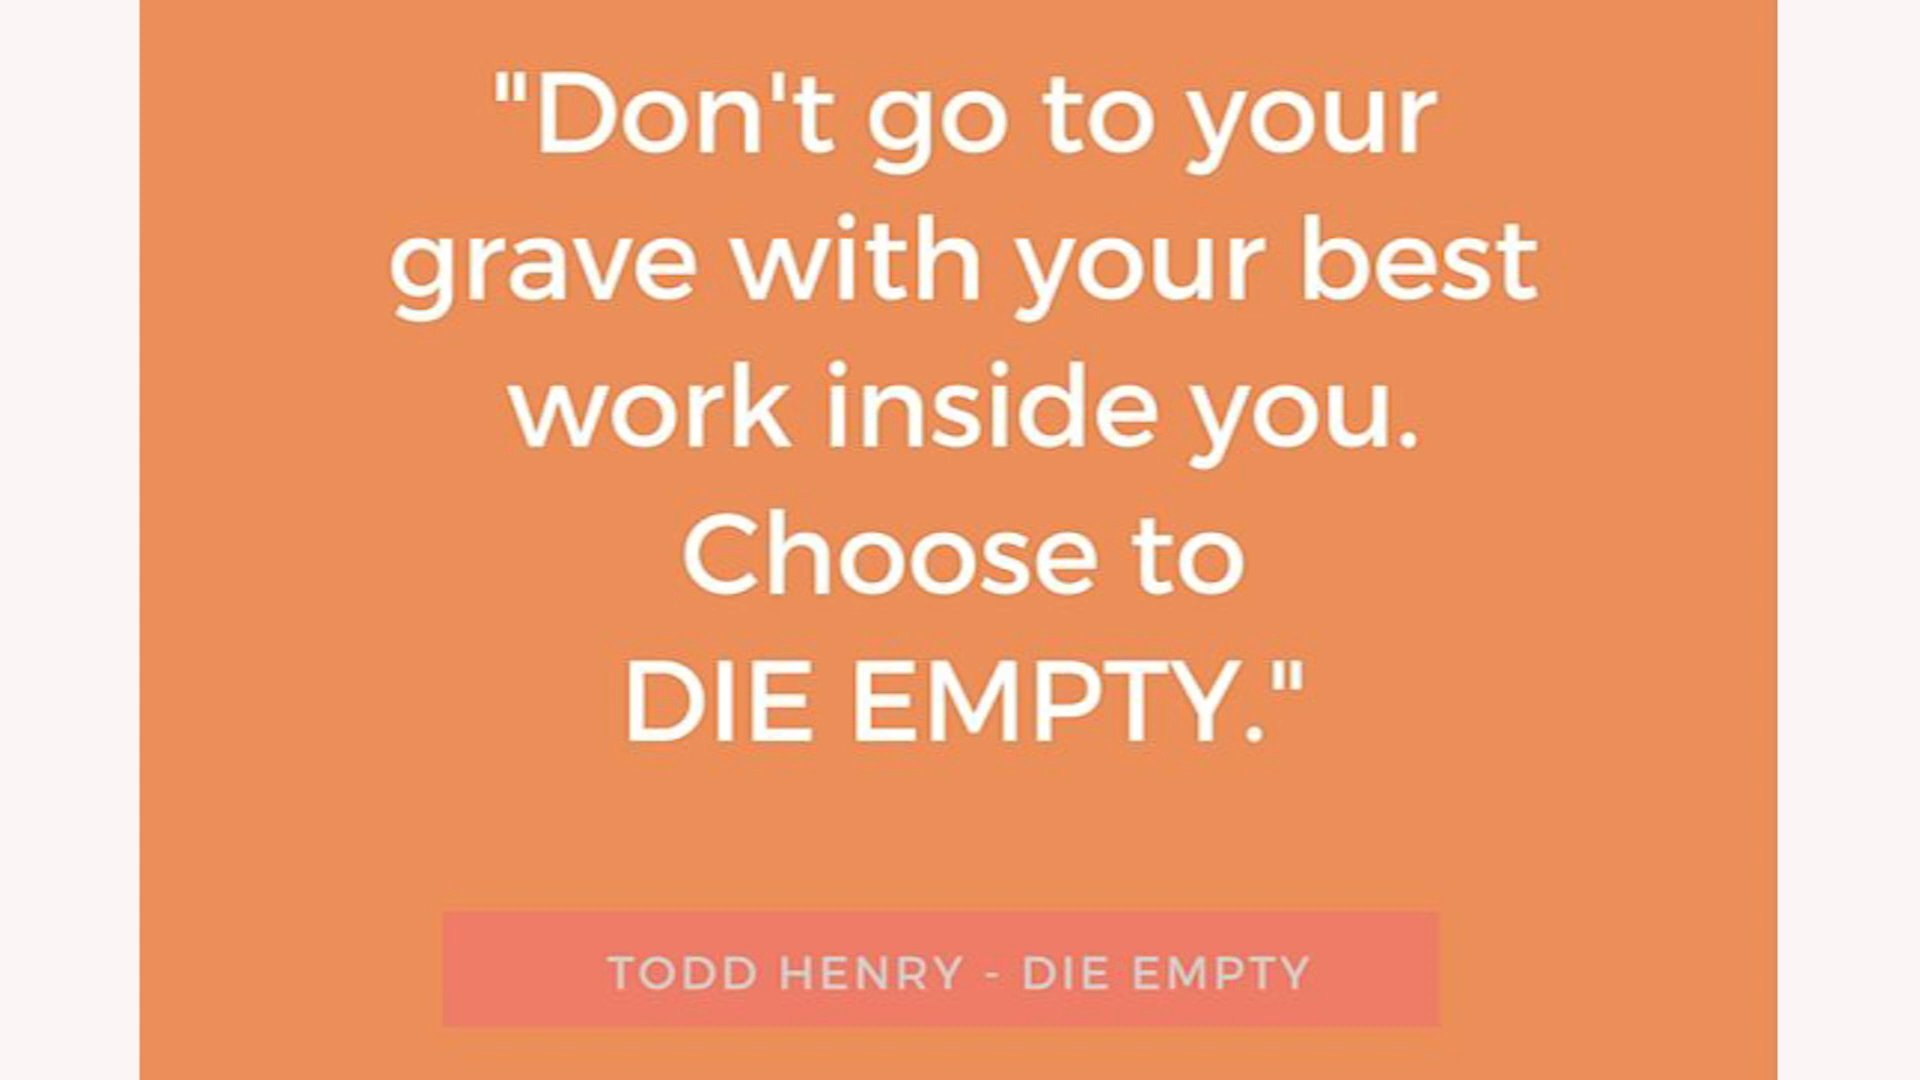 "Don't go to your
grave with your best
work inside you.
Choose to
DIE EMPTY."
TODD HENRY - DIE EMPTY